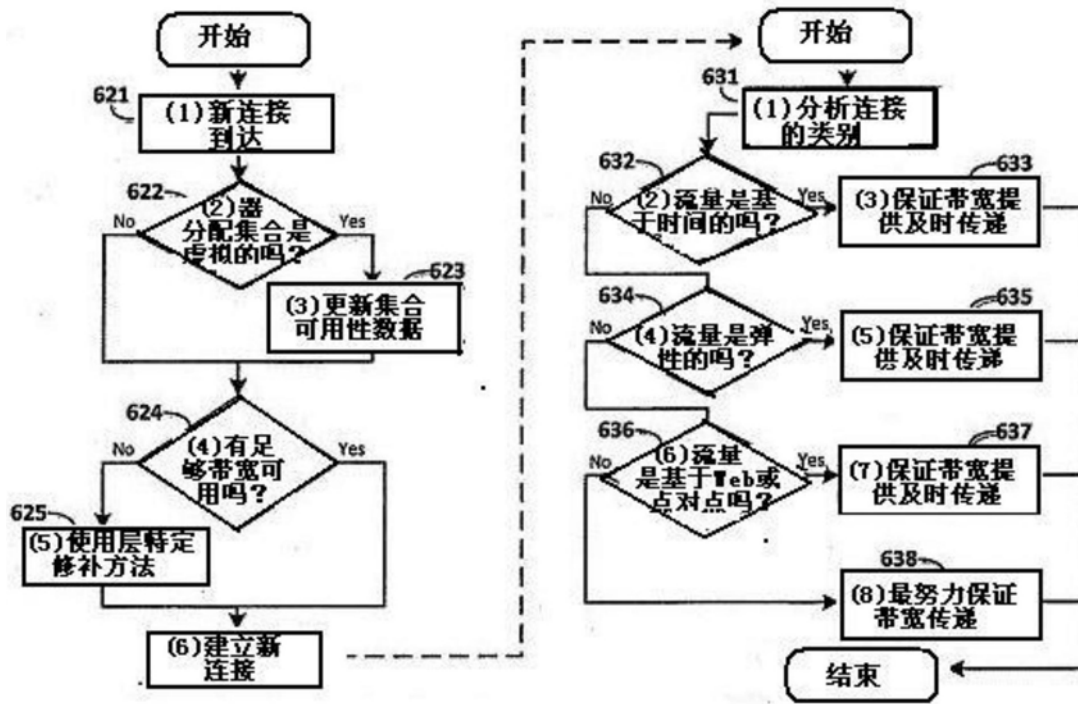 开始
621
(1)新连接
到达
622
(2)器
分配集合是
虚拟的吗?
No
Yes
623
(3)更新集合
可用性数据
624
(4)有足
够带宽可
用吗?
No
Yes
625
(5)使用层特定
修补方法
(6)建立新
连接
开始
631
(1)分析连接
的类别
632
(2)流量是基
于时间的吗?
No
Yes
633
(3)保证带宽提
供及时传递
634
(4)流量是弹
性的吗?
No
Yes
635
(5)保证带宽提
供及时传递
636
(6)流量
是基于Web或
点对点吗?
No
Yes
637
(7)保证带宽提
供及时传递
638
(8)最努力保证
带宽传递
结束